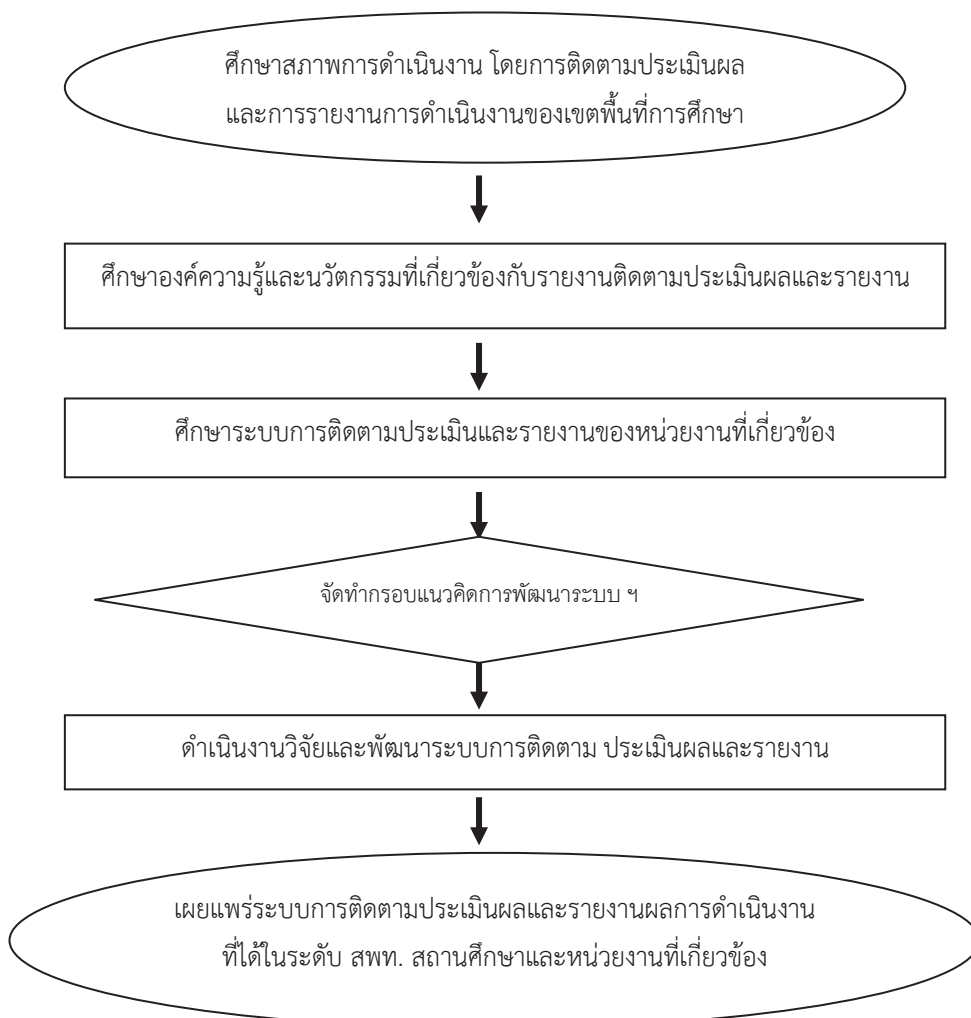 ศึกษาสภาพการดำเนินงาน โดยการติดตามประเมินผล
และการรายงานการดำเนินงานของเขตพื้นที่การศึกษา
ศึกษาองค์ความรู้และนวัตกรรมที่เกี่ยวข้องกับรายงานติดตามประเมินผลและรายงาน
ศึกษาระบบการติดตามประเมินและรายงานของหน่วยงานที่เกี่ยวข้อง
จัดทำกรอบแนวคิดการพัฒนาระบบ ฯ
ดำเนินงานวิจัยและพัฒนาระบบการติดตาม ประเมินผลและรายงาน
เผยแพร่ระบบการติดตามประเมินผลและรายงานผลการดำเนินงาน
ที่ได้ในระดับ สพท. สถานศึกษาและหน่วยงานที่เกี่ยวข้อง